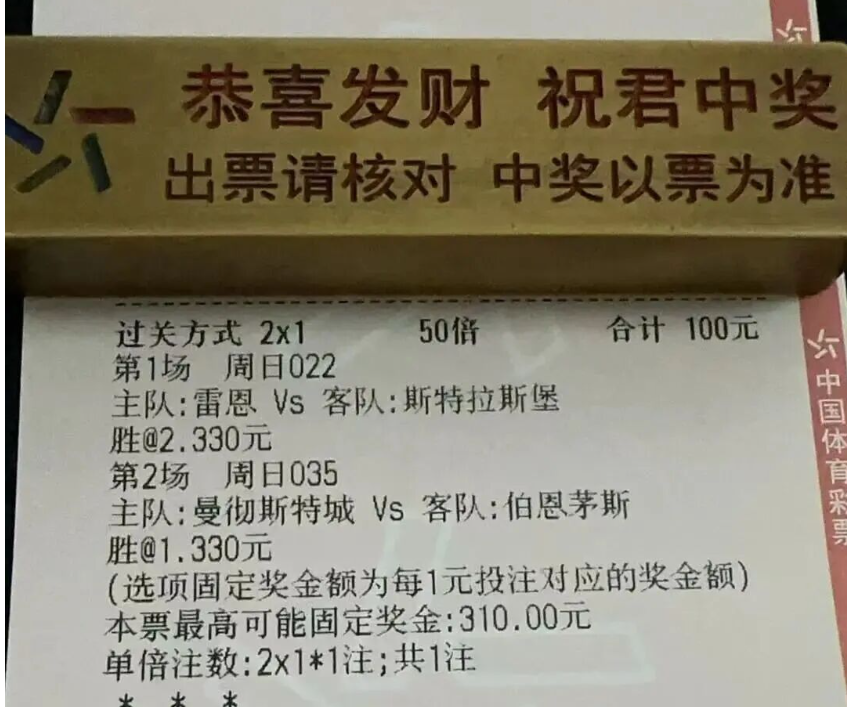 恭喜发财 祝君中奖
出票请核对 中奖以票为准
过关方式 2x1 50倍 合计 100元
第1场 周日022
主队:雷恩 Vs 客队:斯特拉斯堡
胜@2.330元
第2场 周日035
主队:曼彻斯特城 Vs 客队:伯恩茅斯
胜@1.330元
(选项固定奖金额为每1元投注对应的奖金额)
本票最高可能固定奖金:310.00元
单倍注数:2x1*1注;共1注
* * *
中国体育彩票